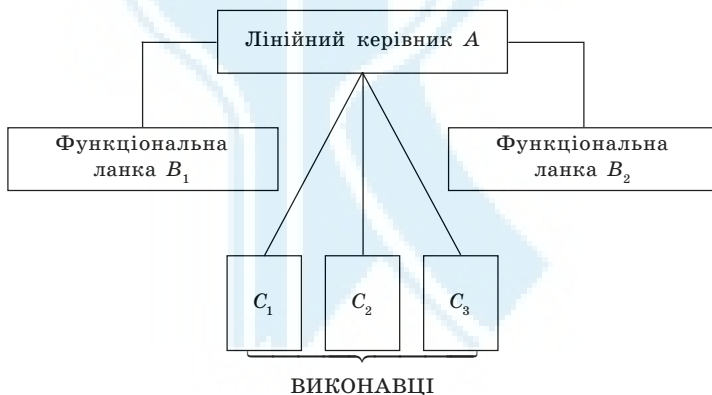 Лінійний керівник A
Функціональна
ланка B₁
Функціональна
ланка B₂
C₁
C₂
C₃
ВИКОНАВЦІ